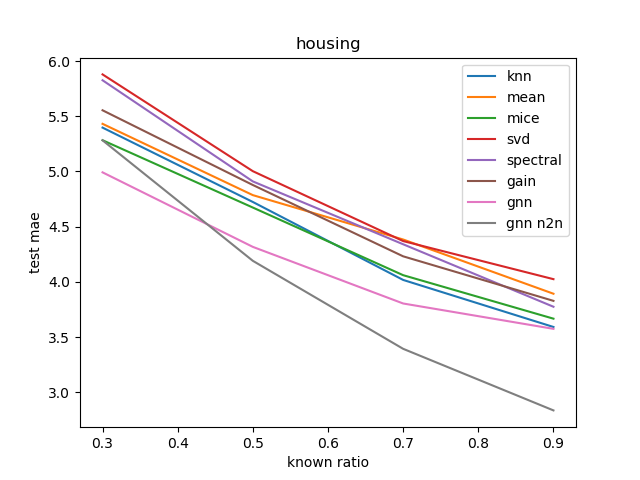 housing
6.0
5.5
5.0
4.5
4.0
3.5
3.0
test mae
knn
mean
mice
svd
spectral
gain
gnn
gnn n2n
0.3 0.4 0.5 0.6 0.7 0.8 0.9
known ratio